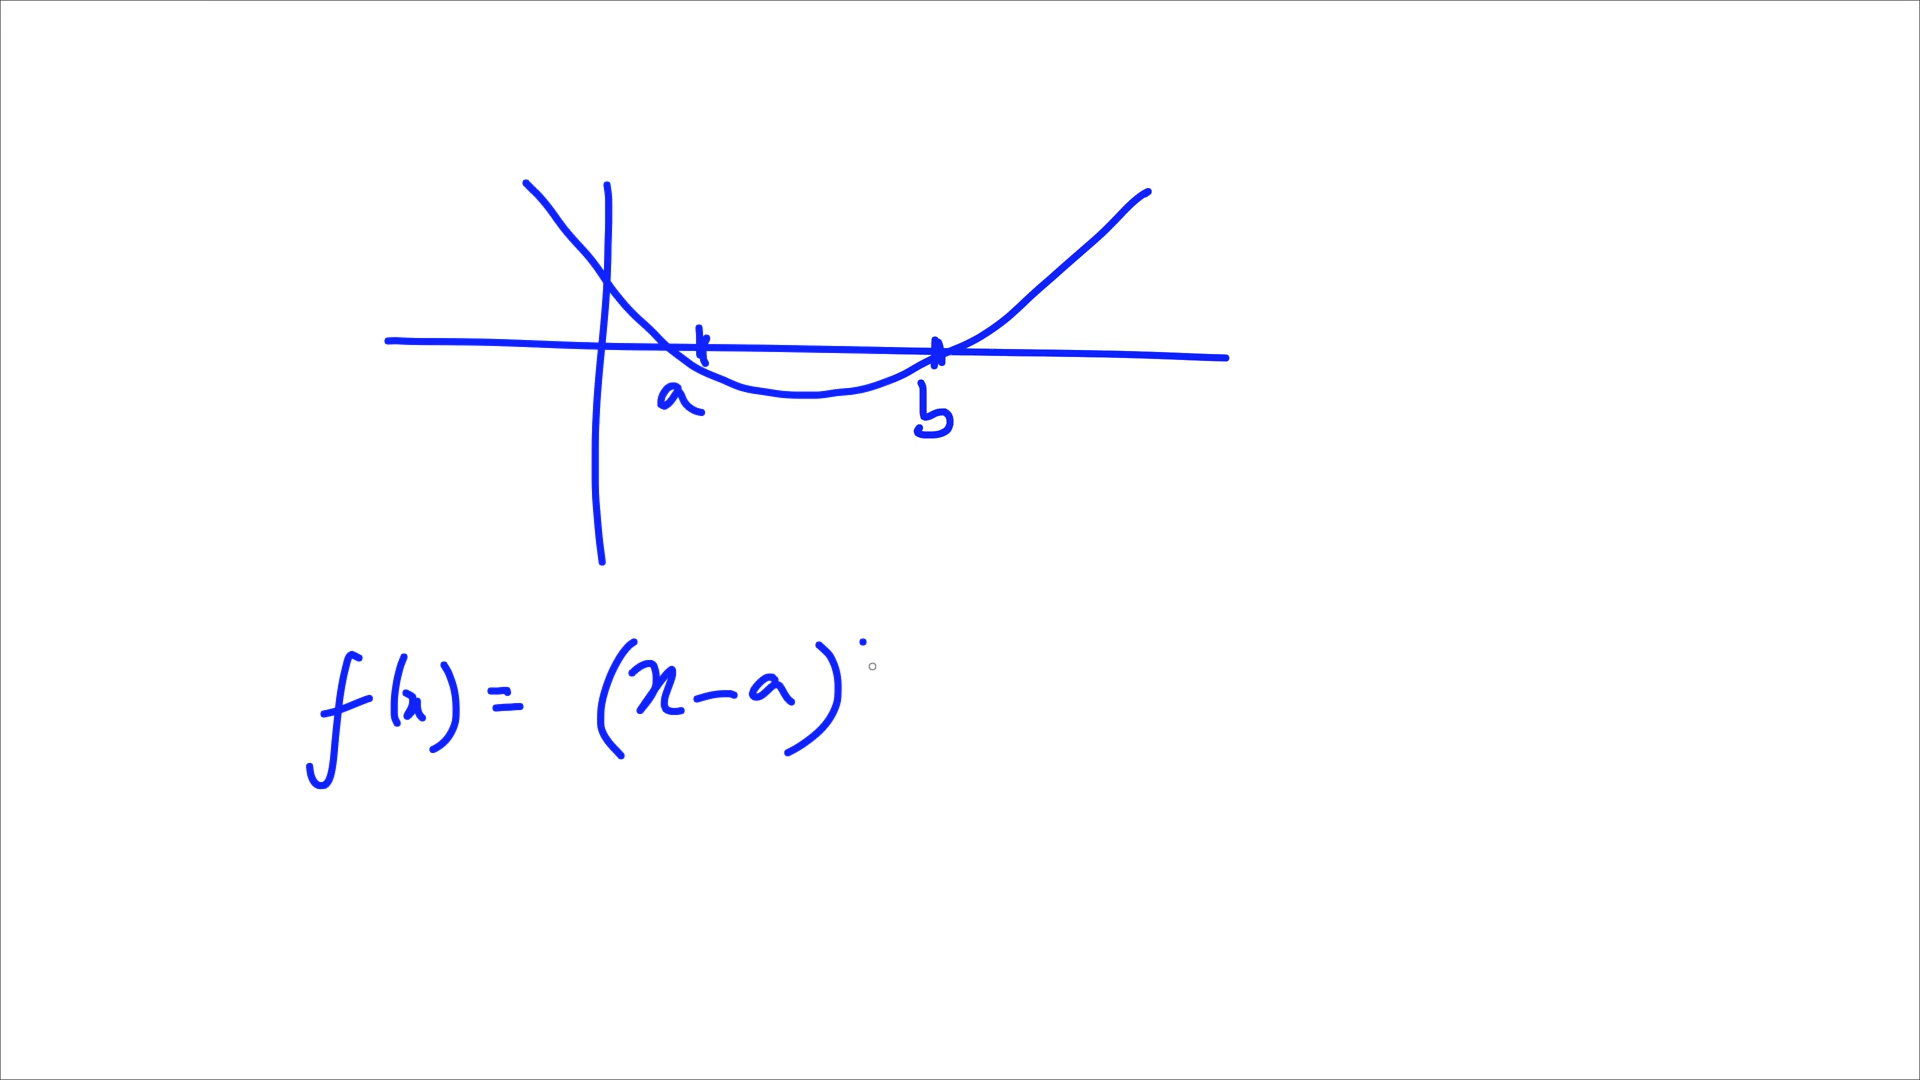 a
b
f(x) = (x-a)